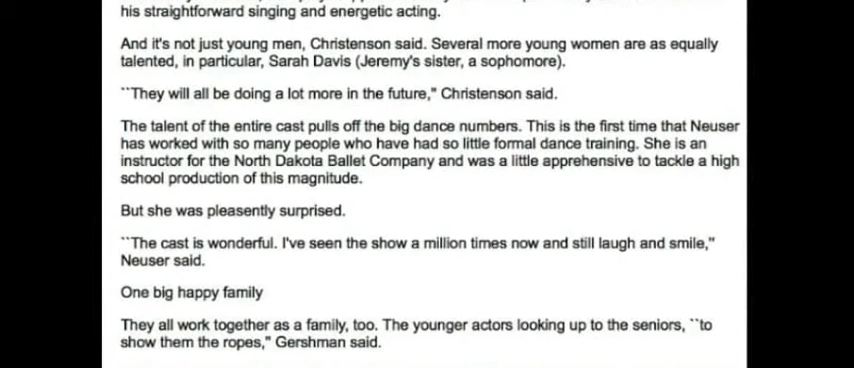 his straightforward singing and energetic acting.
And it's not just young men, Christenson said. Several more young women are as equally
talented, in particular, Sarah Davis (Jeremy's sister, a sophomore).
``They will all be doing a lot more in the future," Christenson said.
The talent of the entire cast pulls off the big dance numbers. This is the first time that Neuser
has worked with so many people who have had so little formal dance training. She is an
instructor for the North Dakota Ballet Company and was a little apprehensive to tackle a high
school production of this magnitude.
But she was pleasently surprised.
``The cast is wonderful. I've seen the show a million times now and still laugh and smile,"
Neuser said.
One big happy family
They all work together as a family, too. The younger actors looking up to the seniors, ``to
show them the ropes," Gershman said.